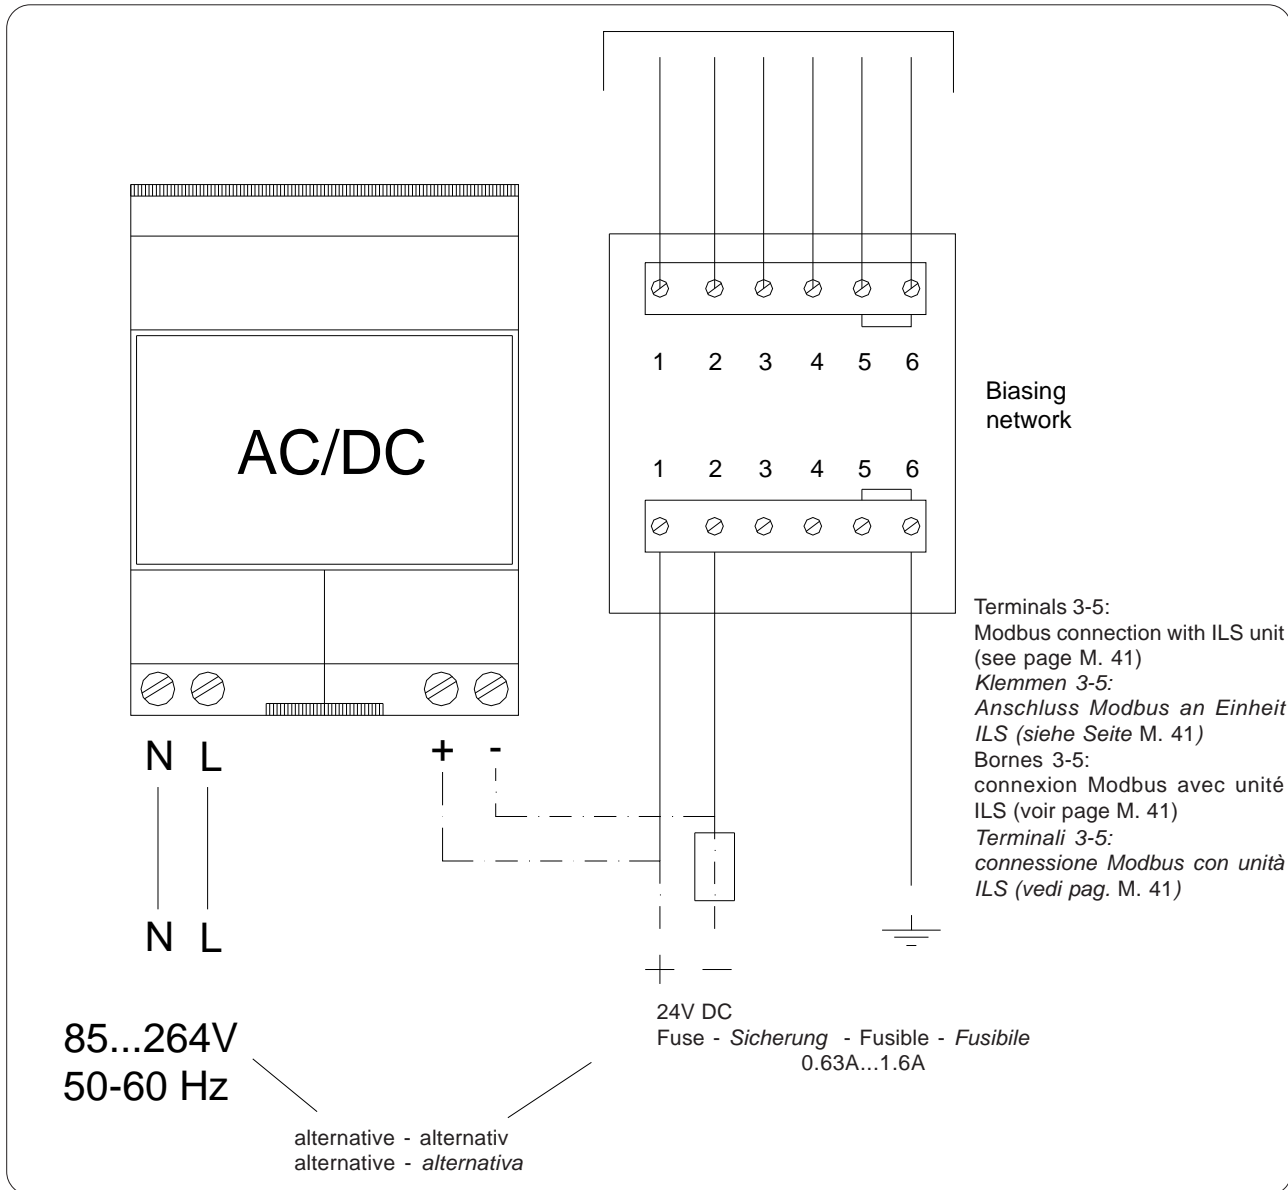 1 2 3 4 5 6
Biasing
network
AC/DC
1 2 3 4 5 6
Terminals 3-5:
Modbus connection with ILS unit
(see page M. 41)
Klemmen 3-5:
Anschluss Modbus an Einheit
ILS (siehe Seite M. 41)
Bornes 3-5:
connexion Modbus avec unité
ILS (voir page M. 41)
Terminali 3-5:
connessione Modbus con unità
ILS (vedi pag. M. 41)
N L + -
N L
+ -
24V DC
Fuse - Sicherung - Fusible - Fusibile
0.63A...1.6A
85...264V
50-60 Hz
alternative - alternativ
alternative - alternativa